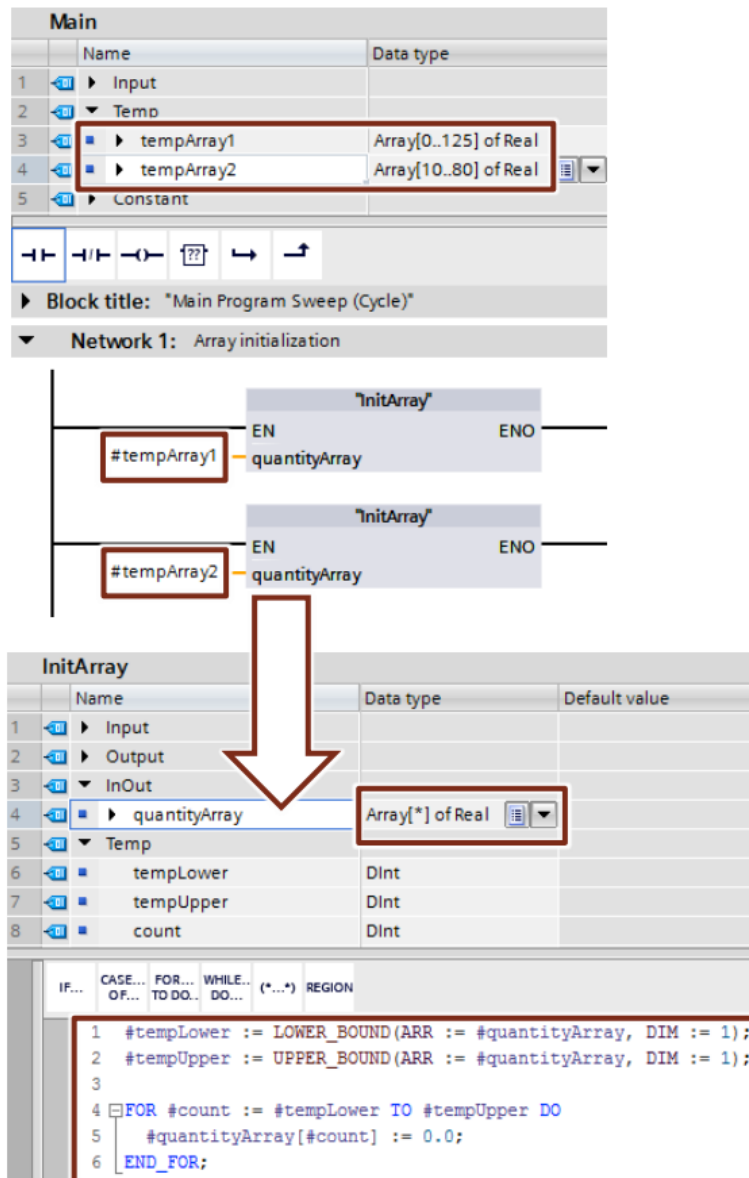 Main
Name Data type
1 Input
2 Temp
3 tempArray1 Array[0..125] of Real
4 tempArray2 Array[10..80] of Real
5 Constant
??
Block title: "Main Program Sweep (Cycle)"
Network 1: Array initialization
"InitArray"
EN ENO
#tempArray1 quantityArray
"InitArray"
EN ENO
#tempArray2 quantityArray
InitArray
Name Data type Default value
1 Input
2 Output
3 InOut
4 quantityArray Array[*] of Real
5 Temp
6 tempLower DInt
7 tempUpper DInt
8 count DInt
IF... CASE... FOR... WHILE.. (*...*) REGION
OF... TO DO.. DO...
1 #tempLower := LOWER_BOUND(ARR := #quantityArray, DIM := 1);
2 #tempUpper := UPPER_BOUND(ARR := #quantityArray, DIM := 1);
3
4 FOR #count := #tempLower TO #tempUpper DO
5 #quantityArray[#count] := 0.0;
6 END_FOR;